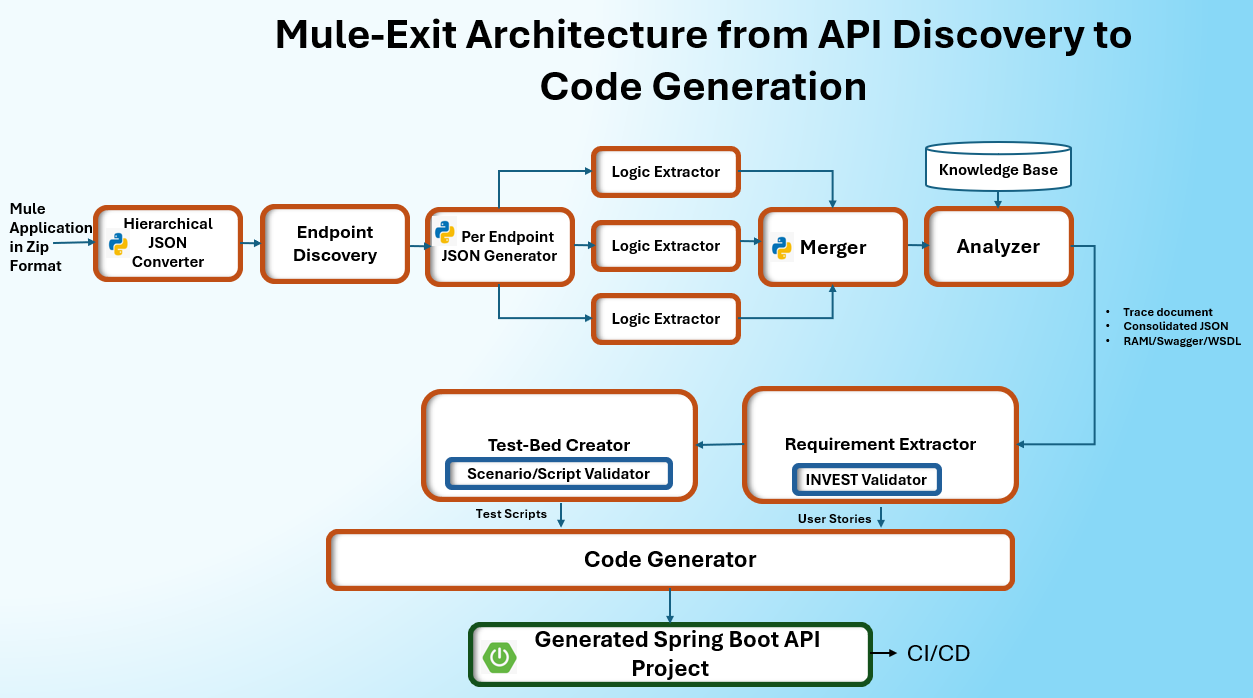 Mule-Exit Architecture from API Discovery to
Code Generation
Mule
Application
in Zip
Format
Hierarchical
JSON
Converter
Endpoint
Discovery
Per Endpoint
JSON Generator
Logic Extractor
Logic Extractor
Logic Extractor
Merger
Knowledge Base
Analyzer
• Trace document
• Consolidated JSON
• RAMl/Swagger/WSDL
Requirement Extractor
INVEST Validator
Test-Bed Creator
Scenario/Script Validator
Test Scripts
User Stories
Code Generator
Generated Spring Boot API
Project
CI/CD